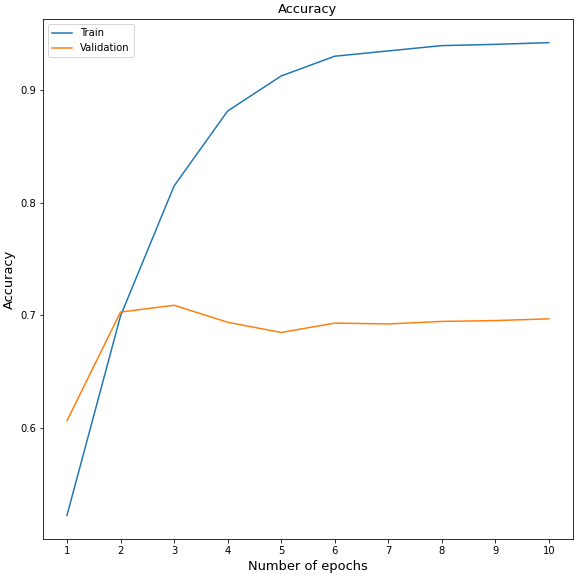 Accuracy
Train
Validation
Accuracy
0.9
0.8
0.7
0.6
1 2 3 4 5 6 7 8 9 10
Number of epochs